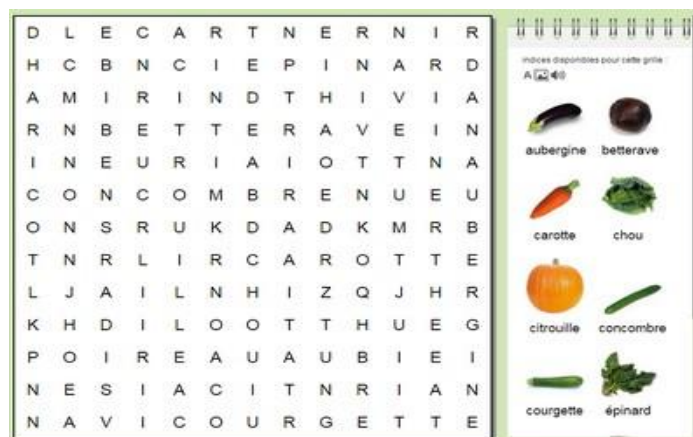 D L E C A R T N E R N I R
H C B N C I E P I N A R D
A M I R I N D T H I V I A
R N B E T T E R A V E I N
I N E U R I A I O T T N A
C O N C O M B R E N U E U
O N S R U K D A D K M R B
T N R L I R C A R O T T E
L J A I L N H I Z Q J H R
K H D I L O O T T H U E G
P O I R E A U A U B I E I
N E S I A C I T N R I A N
N A V I C O U R G E T T E
indices disponibles pour cette grille :
A
aubergine betterave
carotte chou
citrouille concombre
courgette épinard